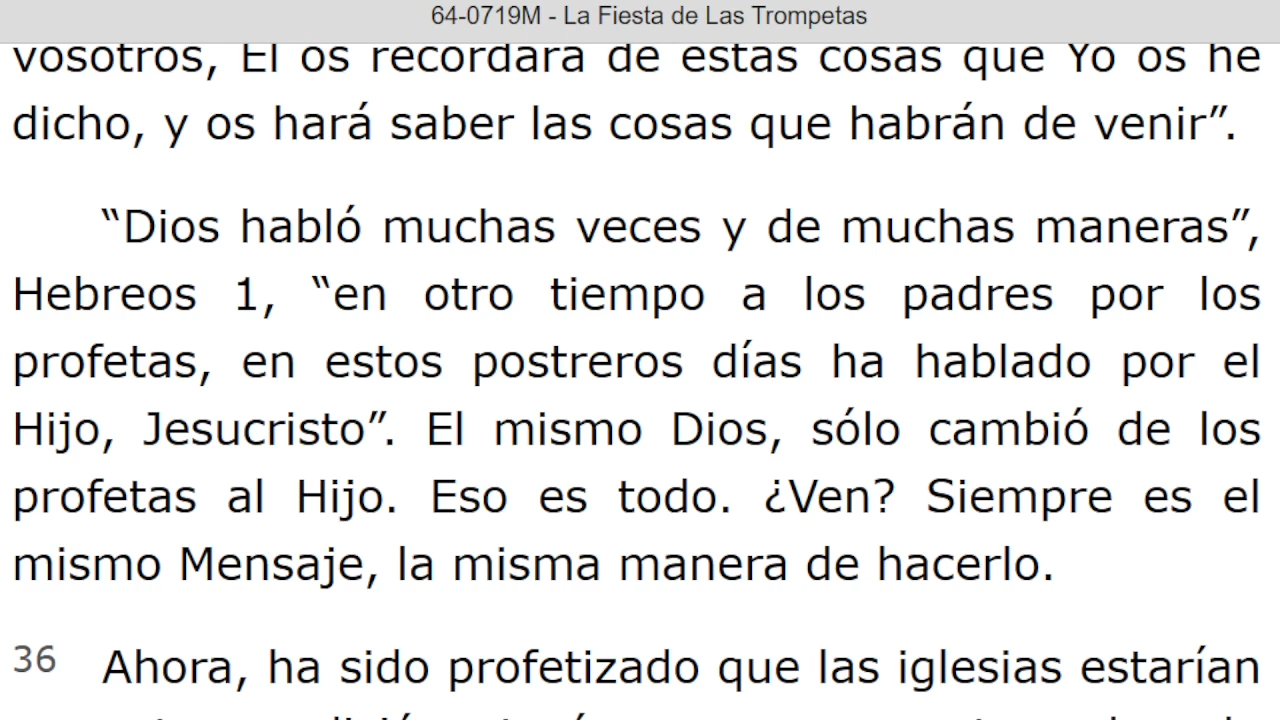 64-0719M - La Fiesta de Las Trompetas
vosotros, Él os recordará de estas cosas que Yo os he
dicho, y os hará saber las cosas que habrán de venir”.
“Dios habló muchas veces y de muchas maneras”,
Hebreos 1, “en otro tiempo a los padres por los
profetas, en estos postreros días ha hablado por el
Hijo, Jesucristo”. El mismo Dios, sólo cambió de los
profetas al Hijo. Eso es todo. ¿Ven? Siempre es el
mismo Mensaje, la misma manera de hacerlo.
36 Ahora, ha sido profetizado que las iglesias estarían